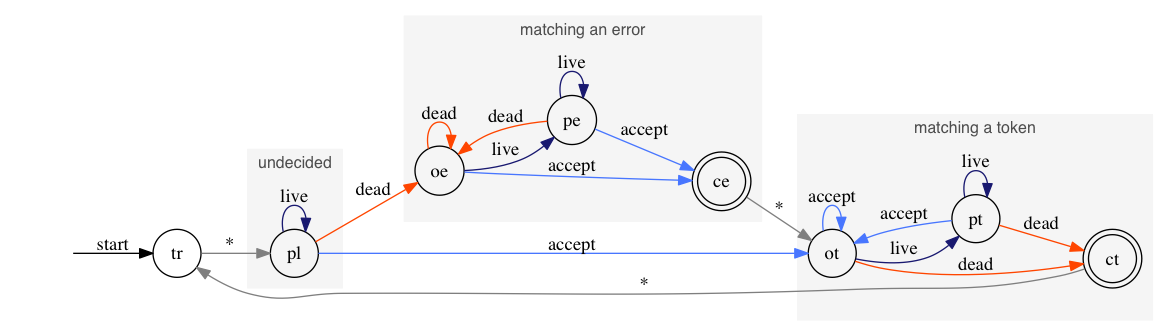 matching an error
live
dead
dead
pe
accept
live
oe
accept
ce
matching a token
undecided
live
dead
live
*
accept
accept
pt
dead
start
tr
*
pl
accept
ot
live
dead
ct
*